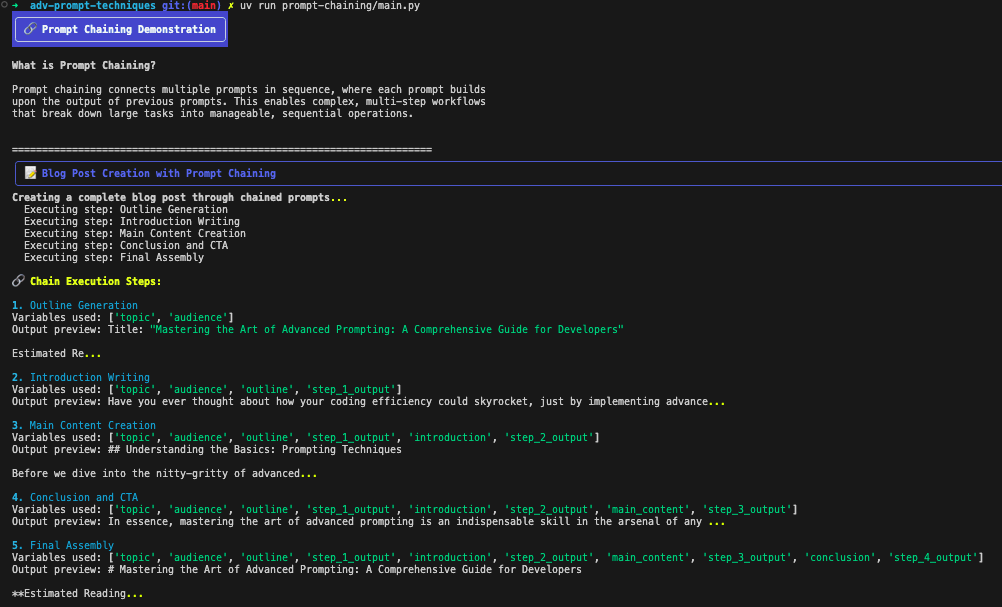 → adv-prompt-techniques git:(main) ✗ uv run prompt-chaining/main.py
🔗 Prompt Chaining Demonstration
What is Prompt Chaining?
Prompt chaining connects multiple prompts in sequence, where each prompt builds
upon the output of previous prompts. This enables complex, multi-step workflows
that break down large tasks into manageable, sequential operations.
======================================================================
📝 Blog Post Creation with Prompt Chaining
Creating a complete blog post through chained prompts...
Executing step: Outline Generation
Executing step: Introduction Writing
Executing step: Main Content Creation
Executing step: Conclusion and CTA
Executing step: Final Assembly
🔗 Chain Execution Steps:
1. Outline Generation
Variables used: ['topic', 'audience']
Output preview: Title: "Mastering the Art of Advanced Prompting: A Comprehensive Guide for Developers"
Estimated Re...
2. Introduction Writing
Variables used: ['topic', 'audience', 'outline', 'step_1_output']
Output preview: Have you ever thought about how your coding efficiency could skyrocket, just by implementing advance...
3. Main Content Creation
Variables used: ['topic', 'audience', 'outline', 'step_1_output', 'introduction', 'step_2_output']
Output preview: ## Understanding the Basics: Prompting Techniques
Before we dive into the nitty-gritty of advanced...
4. Conclusion and CTA
Variables used: ['topic', 'audience', 'outline', 'step_1_output', 'introduction', 'step_2_output', 'main_content', 'step_3_output']
Output preview: In essence, mastering the art of advanced prompting is an indispensable skill in the arsenal of any ...
5. Final Assembly
Variables used: ['topic', 'audience', 'outline', 'step_1_output', 'introduction', 'step_2_output', 'main_content', 'step_3_output', 'conclusion', 'step_4_output']
Output preview: # Mastering the Art of Advanced Prompting: A Comprehensive Guide for Developers
**Estimated Reading...